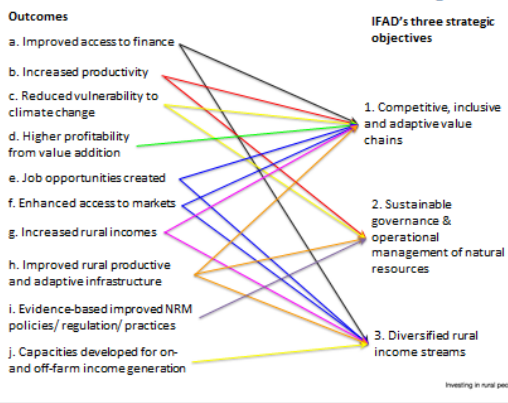 Outcomes
a. Improved access to finance
b. Increased productivity
c. Reduced vulnerability to
climate change
d. Higher profitability
from value addition
e. Job opportunities created
f. Enhanced access to markets
g. Increased rural incomes
h. Improved rural productive
and adaptive infrastructure
i. Evidence-based improved NRM
policies/ regulation/ practices
j. Capacities developed for on-
and off-farm income generation
IFAD's three strategic
objectives
1. Competitive, inclusive
and adaptive value
chains
2. Sustainable
governance &
operational
management of natural
resources
3. Diversified rural
income streams
Investing in rural